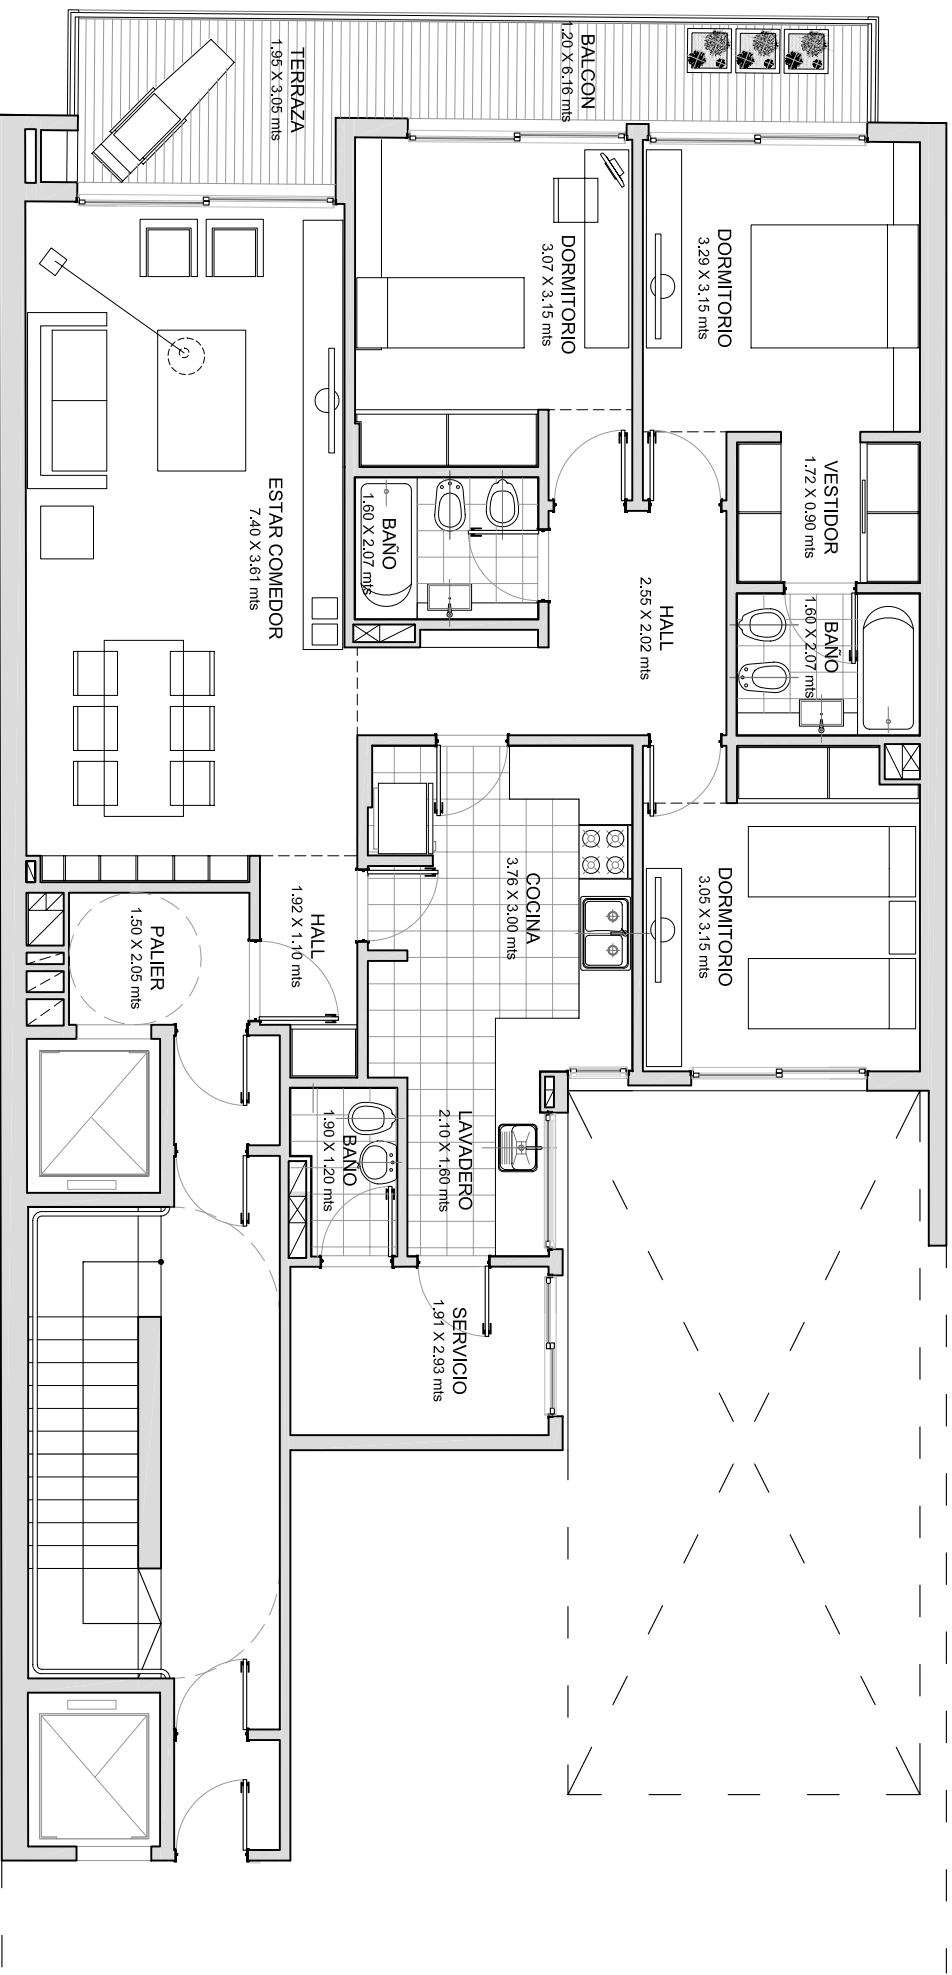 TERRAZA
1.95 X 3.05 mts
BALCON
1.20 X 6.16 mts
DORMITORIO
3.07 X 3.15 mts
DORMITORIO
3.29 X 3.15 mts
VESTIDOR
1.72 X 0.90 mts
BAÑO
1.60 X 2.07 mts
ESTAR COMEDOR
7.40 X 3.61 mts
HALL
2.55 X 2.02 mts
BAÑO
1.60 X 2.07 mts
COCINA
3.76 X 3.00 mts
DORMITORIO
3.05 X 3.15 mts
HALL
1.92 X 1.10 mts
PALIER
1.50 X 2.05 mts
BAÑO
1.90 X 1.20 mts
LAVADERO
2.10 X 1.60 mts
SERVICIO
1.91 X 2.93 mts